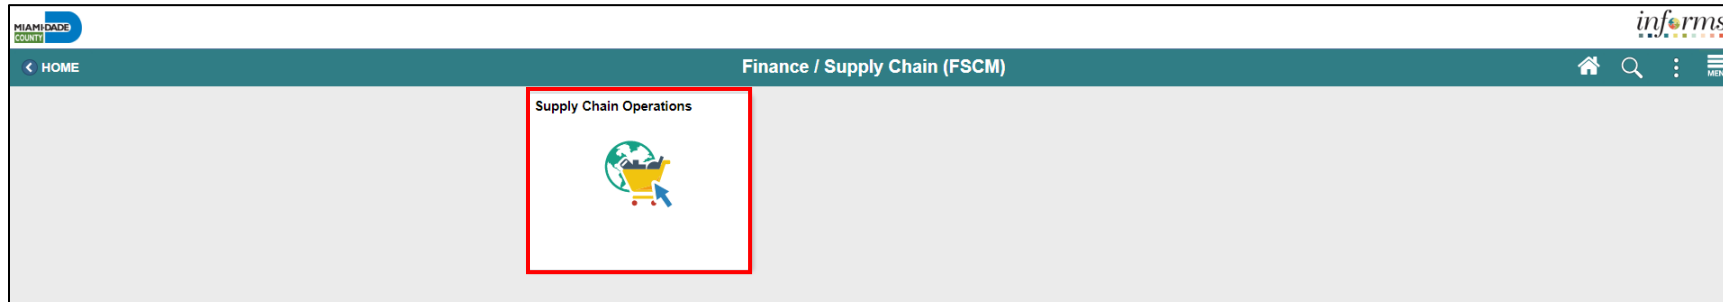 MIAMI-DADE
COUNTY
informs
HOME
Finance / Supply Chain (FSCM)
MEN
Supply Chain Operations